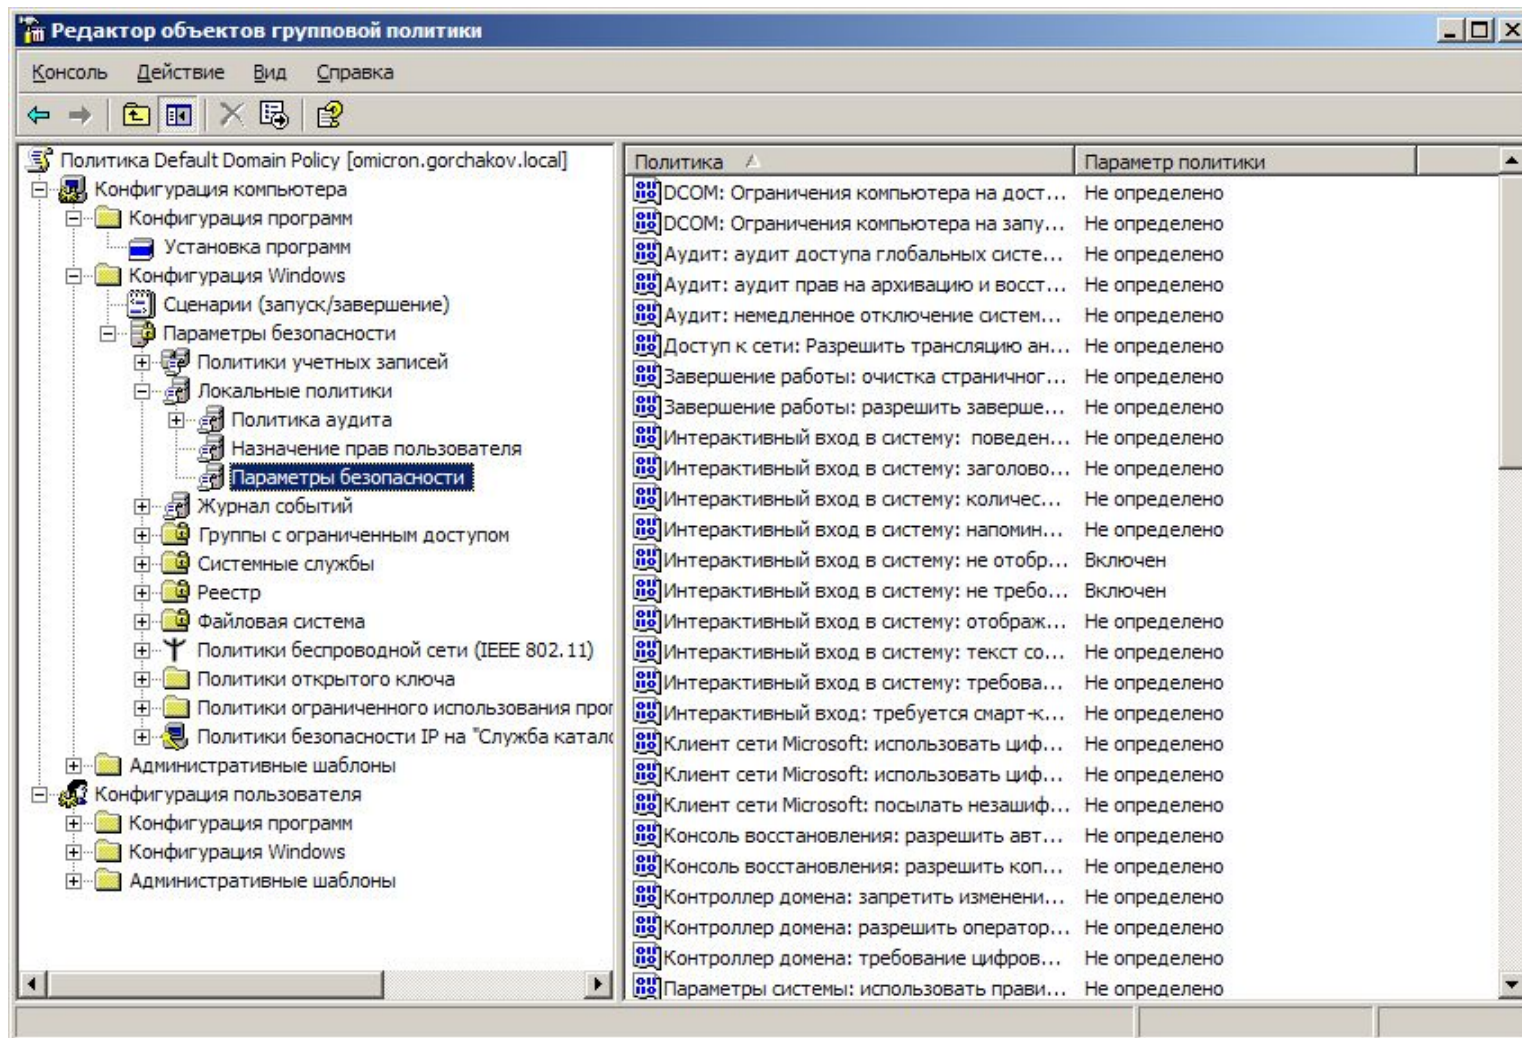 Редактор объектов групповой политики
Консоль Действие Вид Справка
Политика Default Domain Policy [omicron.gorchakov.local]
Конфигурация компьютера
Конфигурация программ
Установка программ
Конфигурация Windows
Сценарии (запуск/завершение)
Параметры безопасности
Политики учетных записей
Локальные политики
Политика аудита
Назначение прав пользователя
Параметры безопасности
Журнал событий
Группы с ограниченным доступом
Системные службы
Реестр
Файловая система
Политики беспроводной сети (IEEE 802.11)
Политики открытого ключа
Политики ограниченного использования прог
Политики безопасности IP на "Служба катало
Административные шаблоны
Конфигурация пользователя
Конфигурация программ
Конфигурация Windows
Административные шаблоны
Политика Параметр политики
DCOM: Ограничения компьютера на дост... Не определено
DCOM: Ограничения компьютера на запу... Не определено
Аудит: аудит доступа глобальных систе... Не определено
Аудит: аудит прав на архивацию и восст... Не определено
Аудит: немедленное отключение систем... Не определено
Доступ к сети: Разрешить трансляцию ан... Не определено
Завершение работы: очистка страничног... Не определено
Завершение работы: разрешить заверше... Не определено
Интерактивный вход в систему: поведен... Не определено
Интерактивный вход в систему: заголово... Не определено
Интерактивный вход в систему: количес... Не определено
Интерактивный вход в систему: напомин... Не определено
Интерактивный вход в систему: не отобр... Включен
Интерактивный вход в систему: не требо... Включен
Интерактивный вход в систему: отображ... Не определено
Интерактивный вход в систему: текст со... Не определено
Интерактивный вход в систему: требова... Не определено
Интерактивный вход: требуется смарт-к... Не определено
Клиент сети Microsoft: использовать циф... Не определено
Клиент сети Microsoft: использовать циф... Не определено
Клиент сети Microsoft: посылать незашиф... Не определено
Консоль восстановления: разрешить авт... Не определено
Консоль восстановления: разрешить коп... Не определено
Контроллер домена: запретить изменени... Не определено
Контроллер домена: разрешить оператор... Не определено
Контроллер домена: требование цифров... Не определено
Параметры системы: использовать прави... Не определено